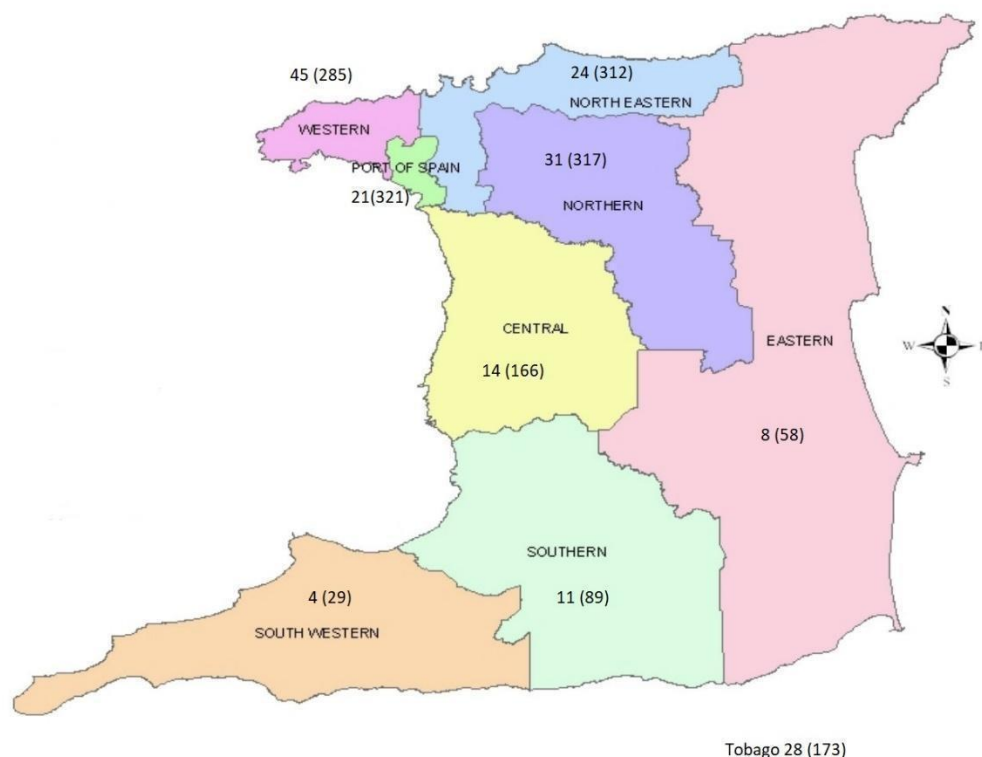 45 (285)
24 (312)
NORTH EASTERN
WESTERN
PORT OF SPAIN
21(321)
31 (317)
NORTHERN
CENTRAL
14 (166)
EASTERN
8 (58)
N
W
S
SOUTHERN
11 (89)
4 (29)
SOUTH WESTERN
Tobago 28 (173)